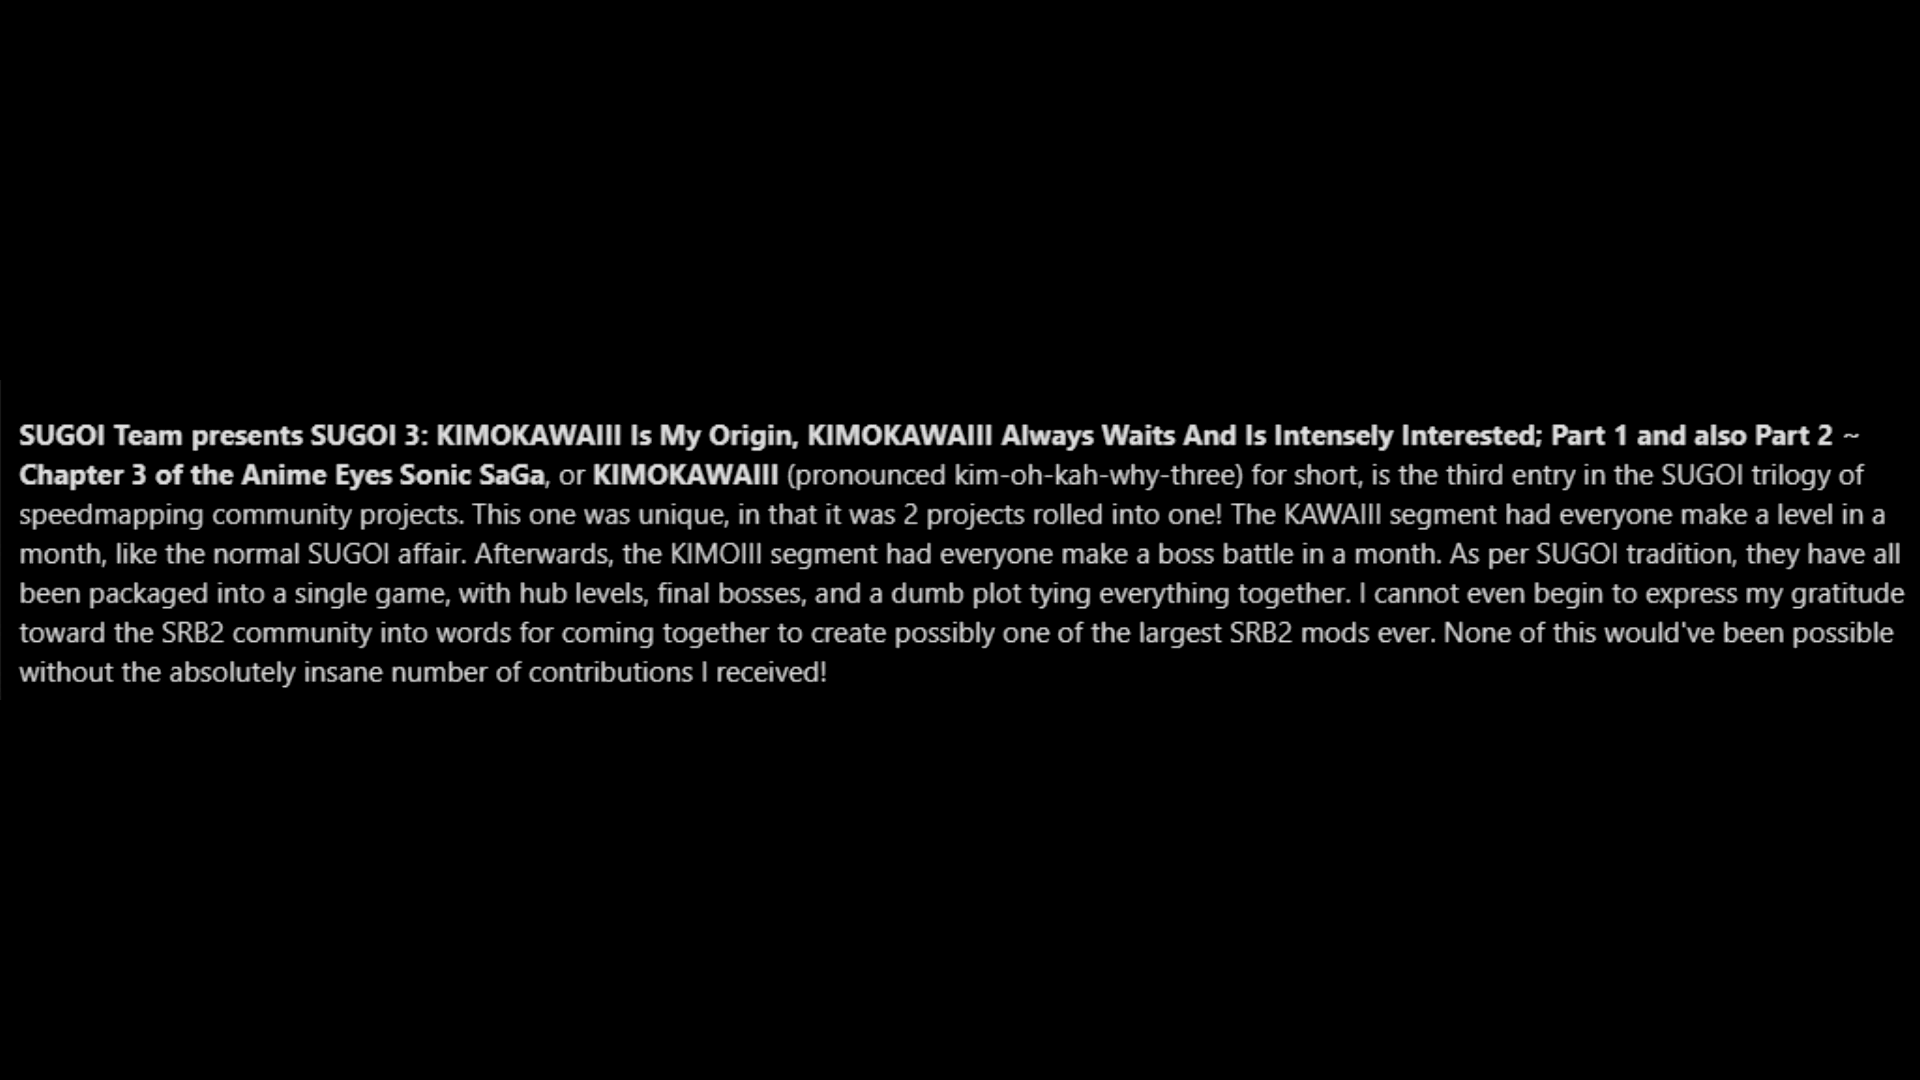 SUGOI Team presents SUGOI 3: KIMOKAWAIII Is My Origin, KIMOKAWAIII Always Waits And Is Intensely Interested; Part 1 and also Part 2 ~
Chapter 3 of the Anime Eyes Sonic SaGa, or KIMOKAWAIII (pronounced kim-oh-kah-why-three) for short, is the third entry in the SUGOI trilogy of
speedmapping community projects. This one was unique, in that it was 2 projects rolled into one! The KAWAIII segment had everyone make a level in a
month, like the normal SUGOI affair. Afterwards, the KIMOIII segment had everyone make a boss battle in a month. As per SUGOI tradition, they have all
been packaged into a single game, with hub levels, final bosses, and a dumb plot tying everything together. I cannot even begin to express my gratitude
toward the SRB2 community into words for coming together to create possibly one of the largest SRB2 mods ever. None of this would've been possible
without the absolutely insane number of contributions I received!